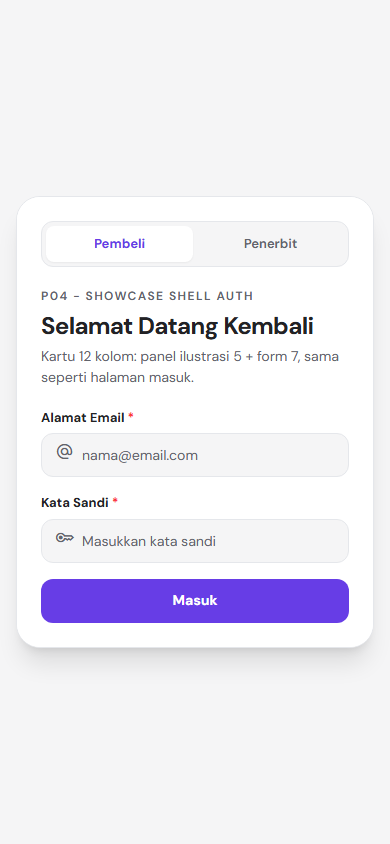 Pembeli
Penerbit
P04 – SHOWCASE SHELL AUTH
Selamat Datang Kembali
Kartu 12 kolom: panel ilustrasi 5 + form 7, sama
seperti halaman masuk.
Alamat Email *
nama@email.com
Kata Sandi *
Masukkan kata sandi
Masuk